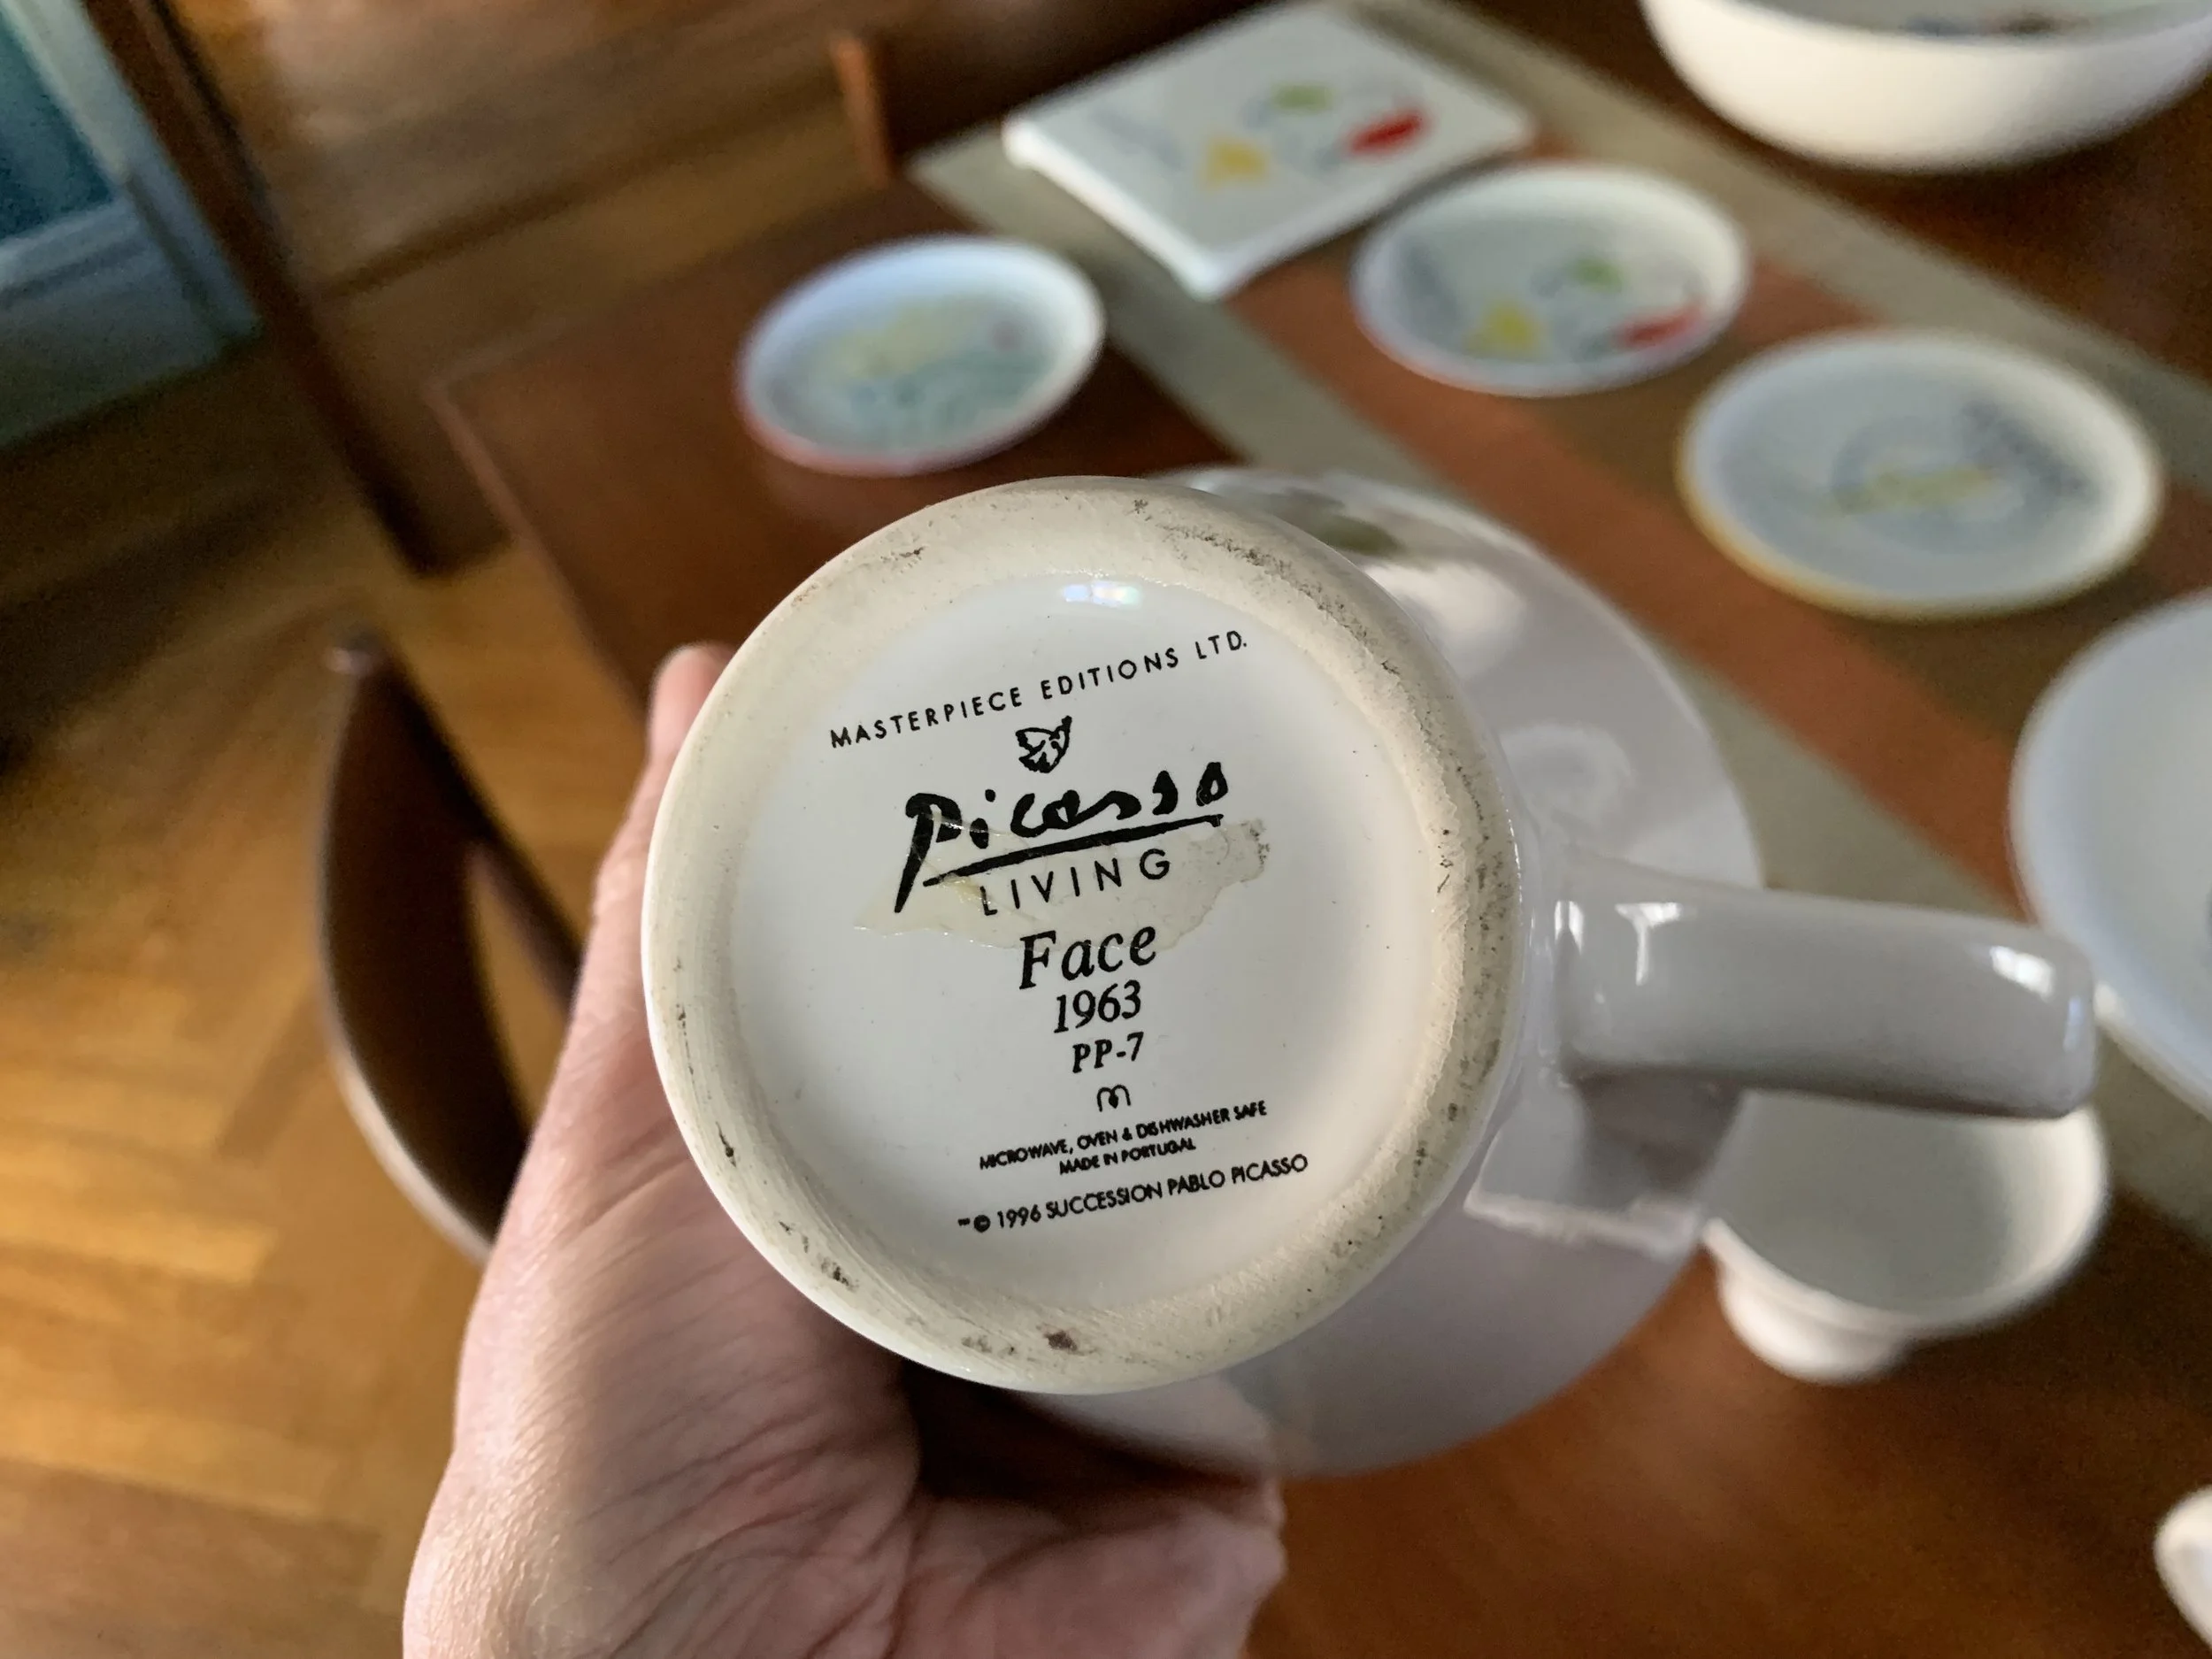 MASTERPIECE EDITIONS LTD.
Picasso
LIVING
Face
1963
PP-7
m
MICROWAVE, OVEN & DISHWASHER SAFE
MADE IN PORTUGAL
™ © 1996 SUCCESSION PABLO PICASSO